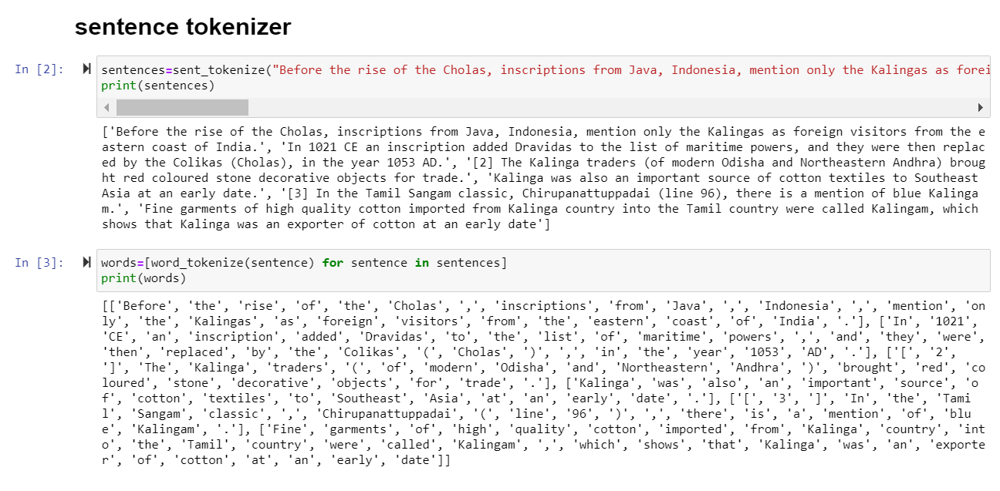 sentence tokenizer
In [2]:
sentences=sent_tokenize("Before the rise of the Cholas, inscriptions from Java, Indonesia, mention only the Kalingas as forei
print(sentences)
['Before the rise of the Cholas, inscriptions from Java, Indonesia, mention only the Kalingas as foreign visitors from the e
astern coast of India.', 'In 1021 CE an inscription added Dravidas to the list of maritime powers, and they were then replac
ed by the Colikas (Cholas), in the year 1053 AD.', '[2] The Kalinga traders (of modern Odisha and Northeastern Andhra) broug
ht red coloured stone decorative objects for trade.', 'Kalinga was also an important source of cotton textiles to Southeast
Asia at an early date.', '[3] In the Tamil Sangam classic, Chirupanattuppadai (line 96), there is a mention of blue Kalinga
m.', 'Fine garments of high quality cotton imported from Kalinga country into the Tamil country were called Kalingam, which
shows that Kalinga was an exporter of cotton at an early date']
In [3]:
words=[word_tokenize(sentence) for sentence in sentences]
print(words)
[['Before', 'the', 'rise', 'of', 'the', 'Cholas', ',', 'inscriptions', 'from', 'Java', ',', 'Indonesia', ',', 'mention', 'on
ly', 'the', 'Kalingas', 'as', 'foreign', 'visitors', 'from', 'the', 'eastern', 'coast', 'of', 'India', '.'], ['In', '1021',
'CE', 'an', 'inscription', 'added', 'Dravidas', 'to', 'the', 'list', 'of', 'maritime', 'powers', ',', 'and', 'they', 'were',
'then', 'replaced', 'by', 'the', 'Colikas', '(', 'Cholas', ')', ',', 'in', 'the', 'year', '1053', 'AD', '.'], ['[', '2',
']', 'The', 'Kalinga', 'traders', '(', 'of', 'modern', 'Odisha', 'and', 'Northeastern', 'Andhra', ')', 'brought', 'red', 'co
loured', 'stone', 'decorative', 'objects', 'for', 'trade', '.'], ['Kalinga', 'was', 'also', 'an', 'important', 'source', 'o
f', 'cotton', 'textiles', 'to', 'Southeast', 'Asia', 'at', 'an', 'early', 'date', '.'], ['[', '3', ']', 'In', 'the', 'Tami
l', 'Sangam', 'classic', ',', 'Chirupanattuppadai', '(', 'line', '96', ')', ',', 'there', 'is', 'a', 'mention', 'of', 'blu
e', 'Kalingam', '.'], ['Fine', 'garments', 'of', 'high', 'quality', 'cotton', 'imported', 'from', 'Kalinga', 'country', 'int
o', 'the', 'Tamil', 'country', 'were', 'called', 'Kalingam', ',', 'which', 'shows', 'that', 'Kalinga', 'was', 'an', 'exporte
r', 'of', 'cotton', 'at', 'an', 'early', 'date']]